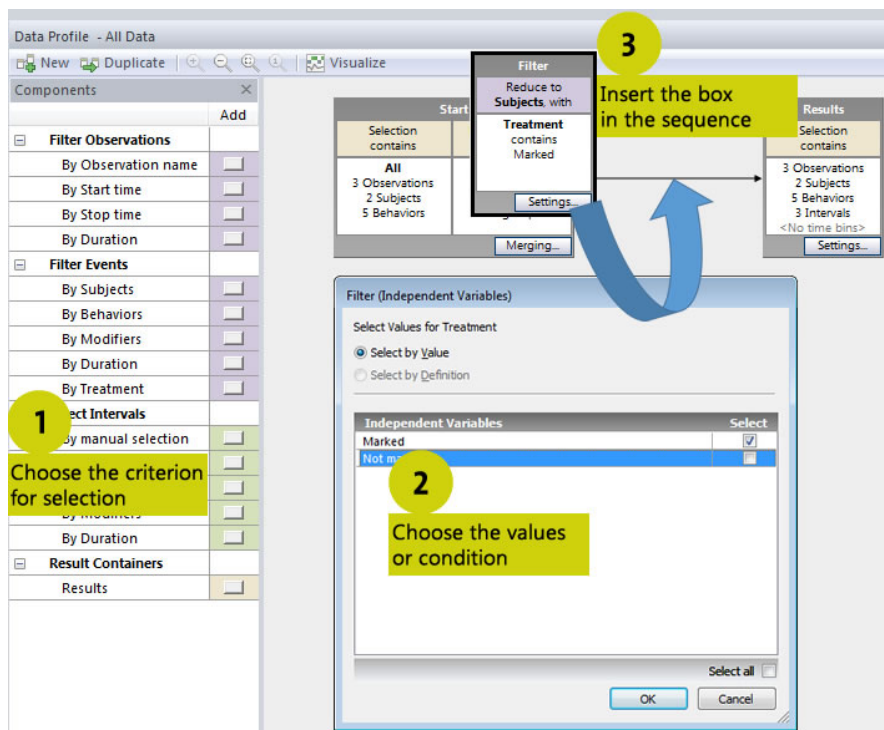 Data Profile - All Data
New Duplicate Visualize
Components
Add
Filter Observations
By Observation name
By Start time
By Stop time
By Duration
Filter Events
By Subjects
By Behaviors
By Modifiers
By Duration
By Treatment
ect Intervals
By manual selection
By Duration
Result Containers
Results
1
Choose the criterion
for selection
Start
Selection
contains
All
3 Observations
2 Subjects
5 Behaviors
Merging...
Filter
Reduce to
Subjects, with
Treatment
contains
Marked
Settings...
3
Insert the box
in the sequence
Results
Selection
contains
3 Observations
2 Subjects
5 Behaviors
3 Intervals
<No time bins>
Settings...
Filter (Independent Variables)
Select Values for Treatment
Select by Value
Select by Definition
Independent Variables Select
Marked
Not
2
Choose the values
or condition
Select all
OK Cancel